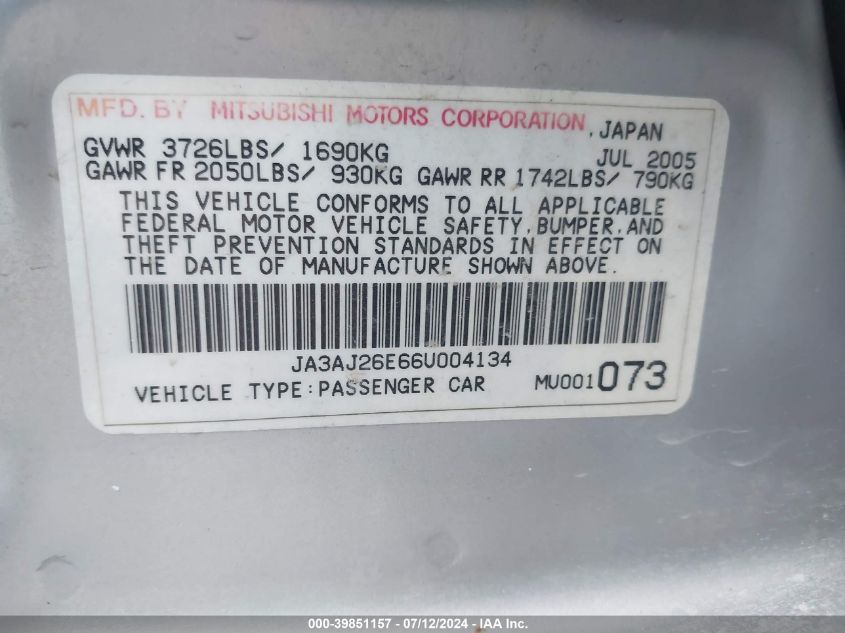 MFD. BY MITSUBISHI MOTORS CORPORATION, JAPAN
GVWR 3726LBS/ 1690KG JUL 2005
GAWR FR 2050LBS/ 930KG GAWR RR 1742LBS/ 790KG
THIS VEHICLE CONFORMS TO ALL APPLICABLE
FEDERAL MOTOR VEHICLE SAFETY, BUMPER, AND
THEFT PREVENTION STANDARDS IN EFFECT ON
THE DATE OF MANUFACTURE SHOWN ABOVE.
JA3AJ26E66U004134
VEHICLE TYPE:PASSENGER CAR MU001073
000-39851157 - 07/12/2024 - IAA Inc.